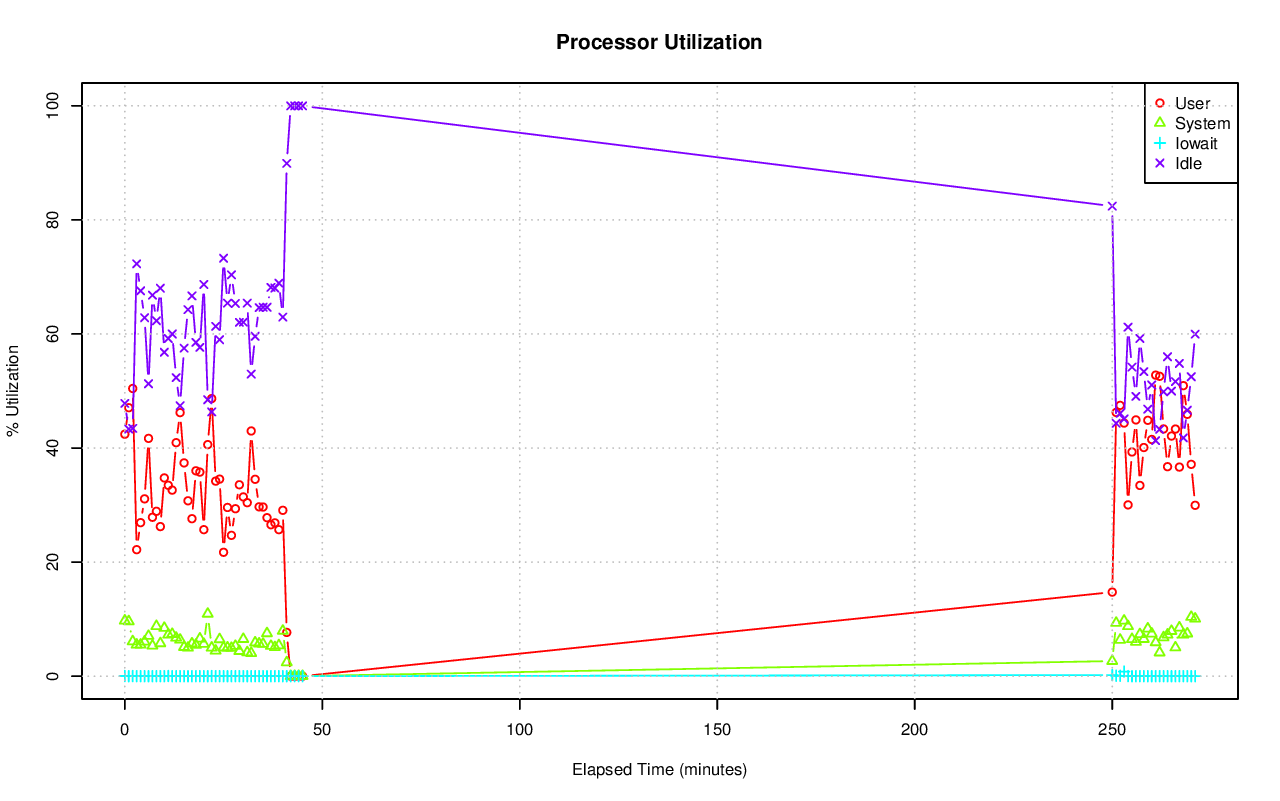 Processor Utilization
% Utilization
100
80
60
40
20
0
User
System
Iowait
Idle
0 50 100 150 200 250
Elapsed Time (minutes)